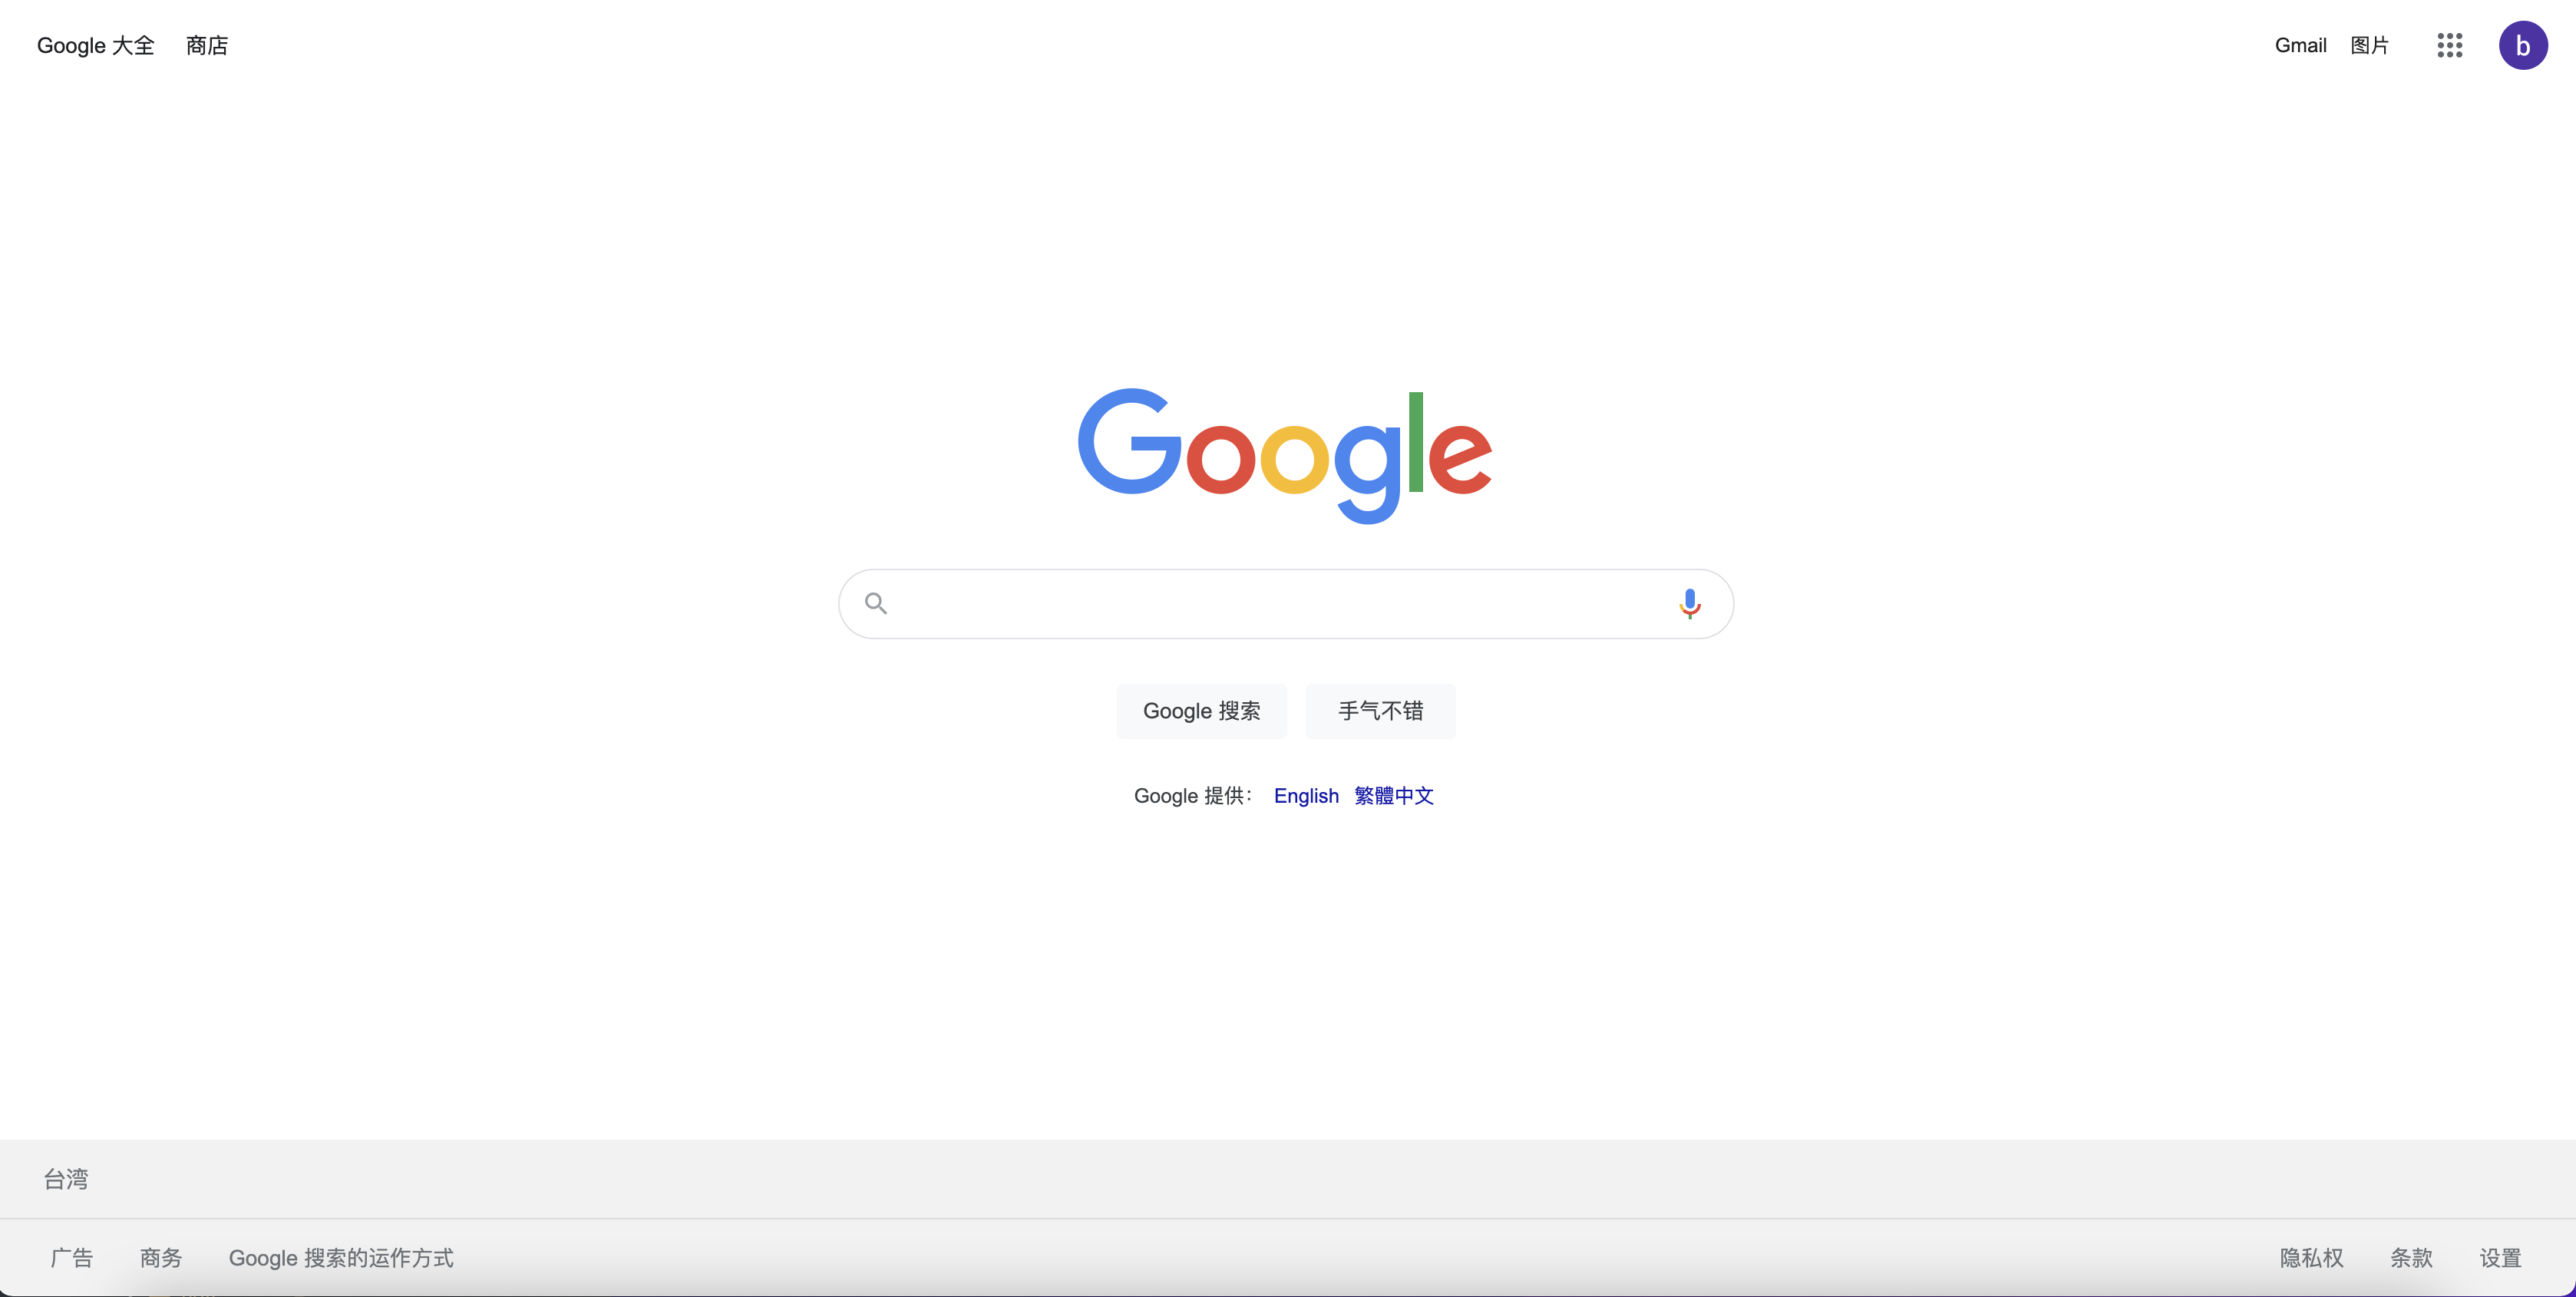 Google 大全 商店 Gmail 图片 b
Google
Google 搜索 手气不错
Google 提供： English 繁體中文
台湾
广告 商务 Google 搜索的运作方式 隐私权 条款 设置